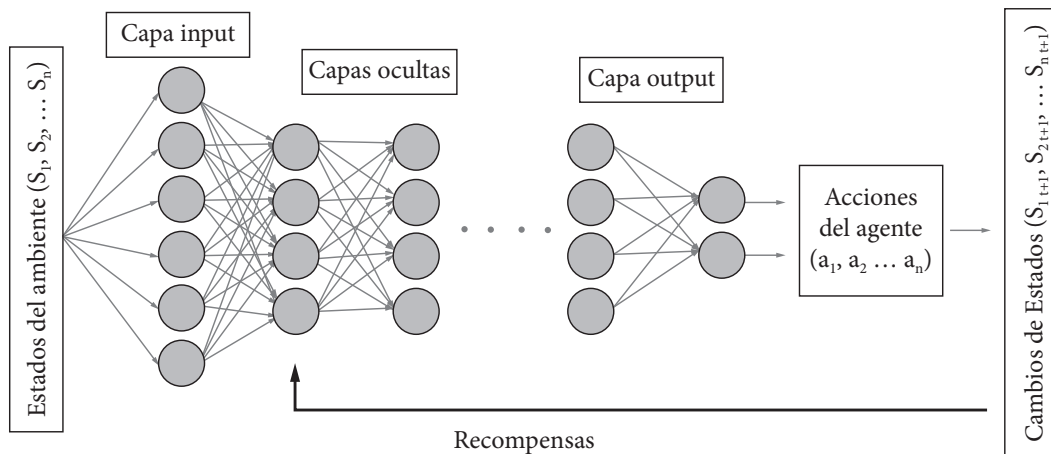 Estados del ambiente (S₁, S₂, … Sₙ)
Capa input
Capas ocultas
Capa output
Acciones
del agente
(a₁, a₂ … aₙ)
Cambios de Estados (S₁ ₜ₊₁, S₂ ₜ₊₁, … Sₙ ₜ₊₁)
Recompensas